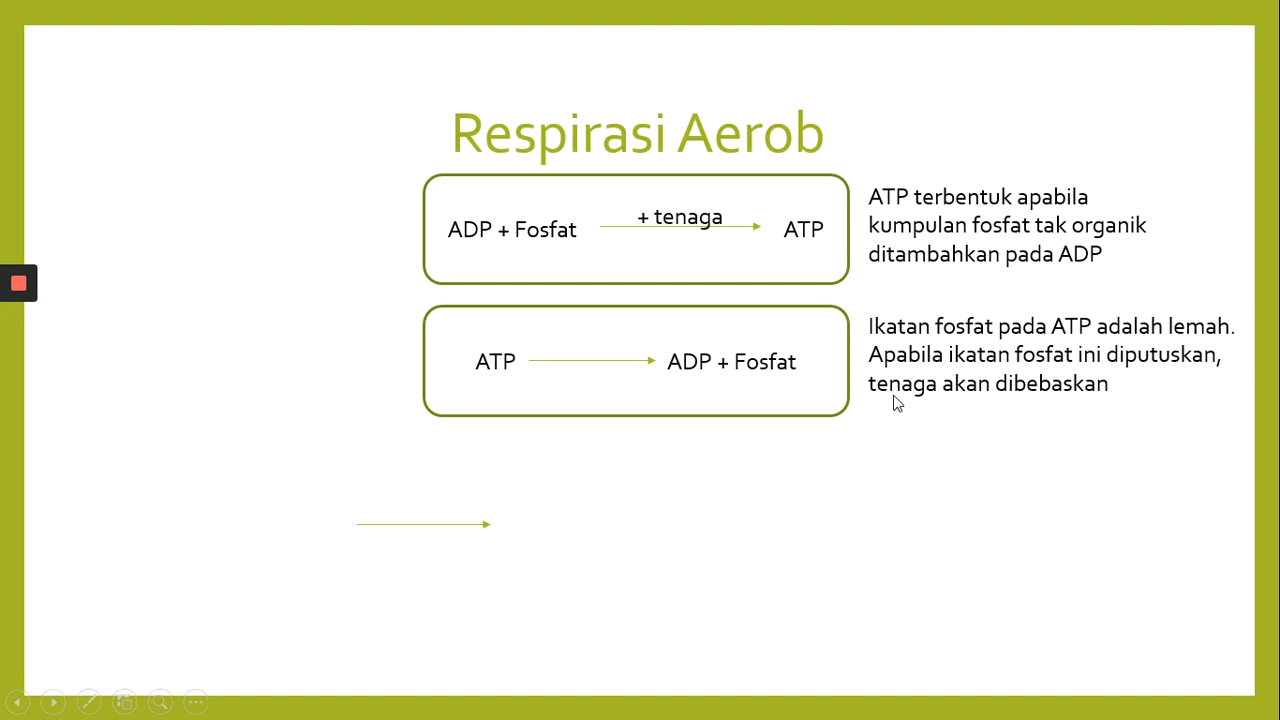 Respirasi Aerob
ADP + Fosfat
+ tenaga
ATP
ATP terbentuk apabila
kumpulan fosfat tak organik
ditambahkan pada ADP
ATP
ADP + Fosfat
Ikatan fosfat pada ATP adalah lemah.
Apabila ikatan fosfat ini diputuskan,
tenaga akan dibebaskan